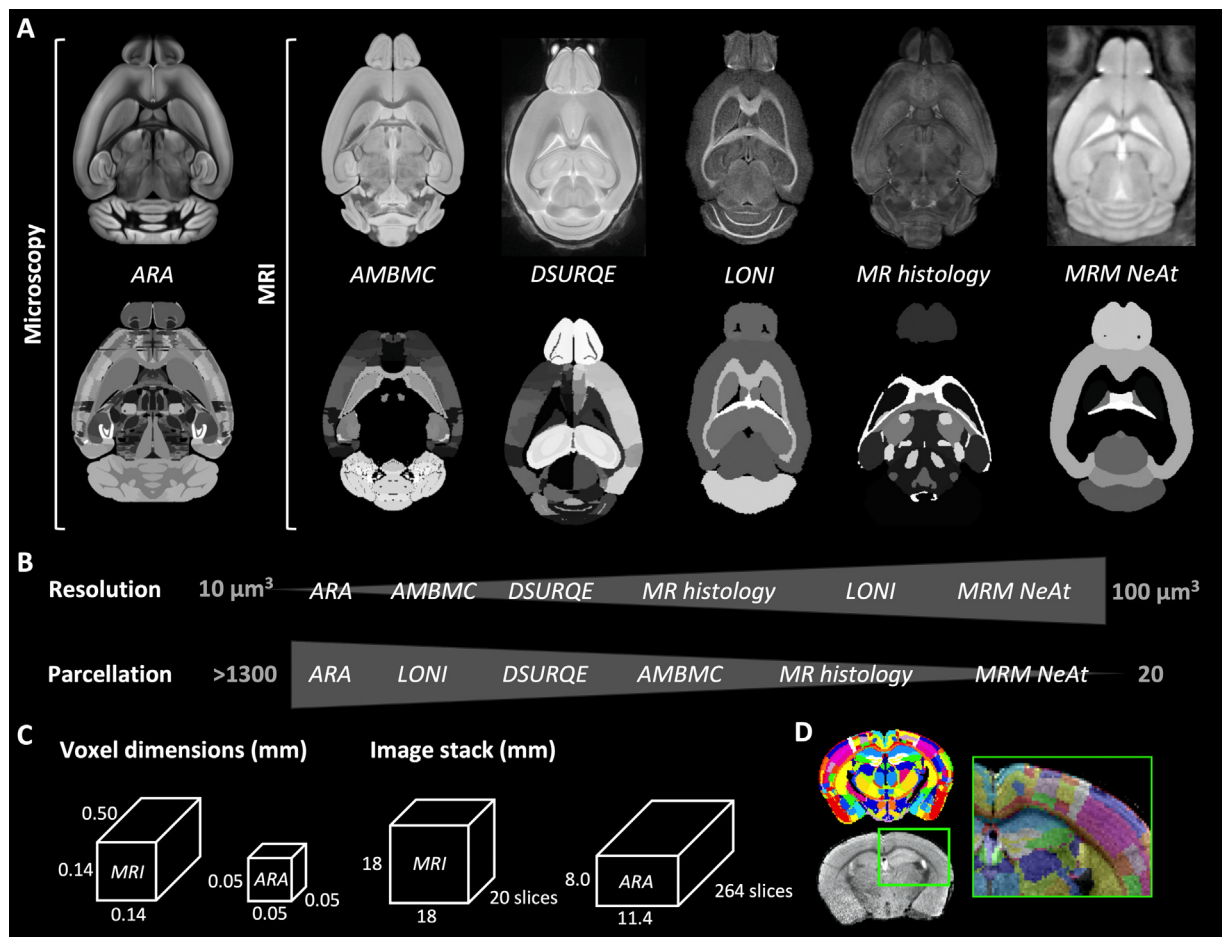 A
Microscopy
MRI
ARA
AMBMC
DSURQE
LONI
MR histology
MRM NeAt
B
Resolution 10 µm³ ARA AMBMC DSURQE MR histology LONI MRM NeAt 100 µm³
Parcellation >1300 ARA LONI DSURQE AMBMC MR histology MRM NeAt 20
C
Voxel dimensions (mm)
0.50
0.14
MRI
0.14
0.05
ARA
0.05
0.05
Image stack (mm)
18
MRI
18
20 slices
8.0
ARA
11.4
264 slices
D